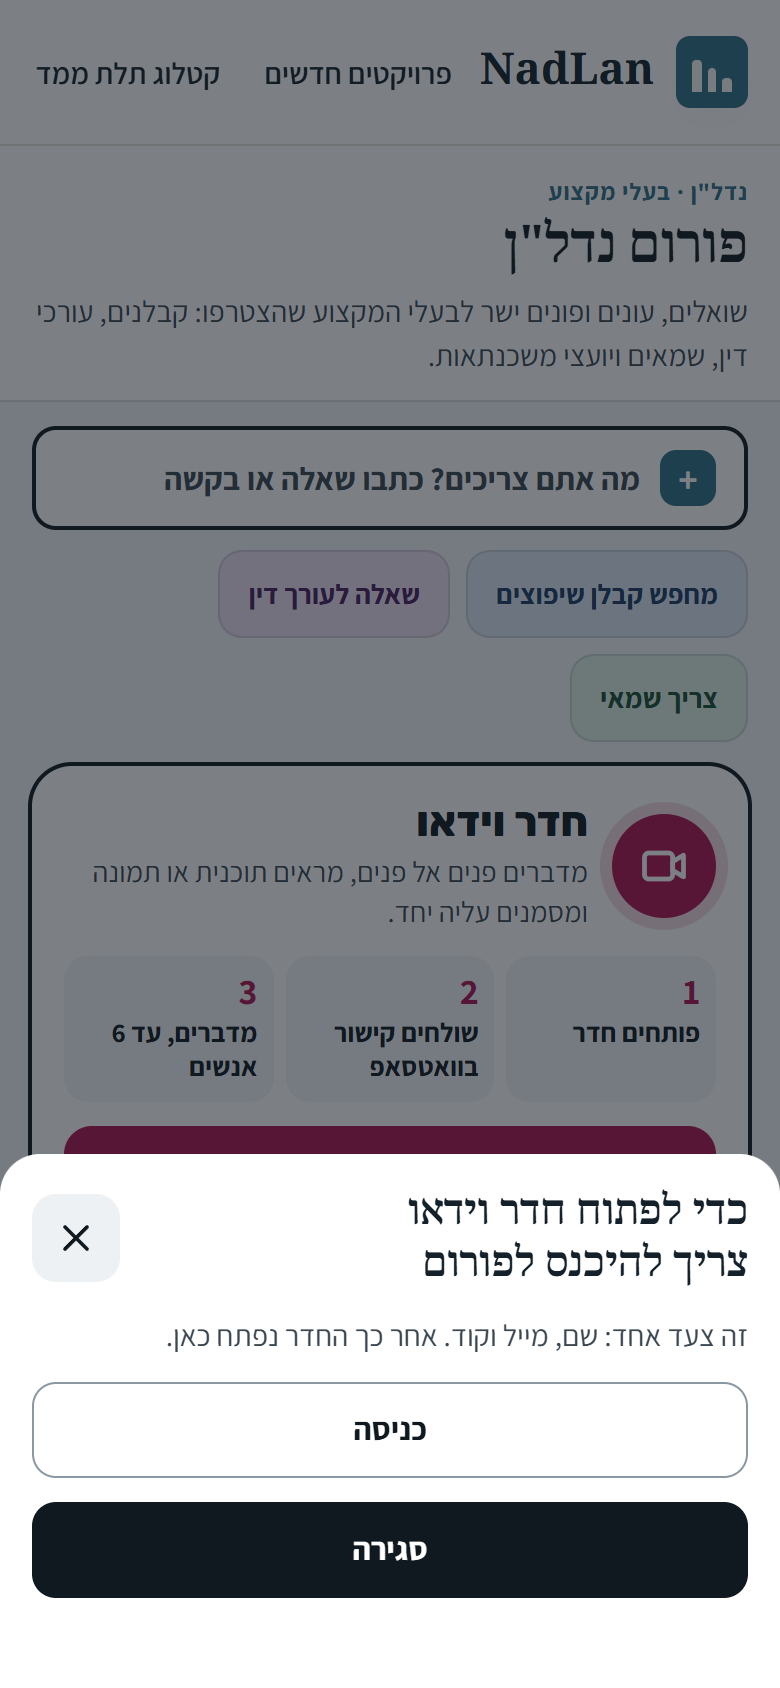 NadLan
פרויקטים חדשים
קטלוג תלת ממד
נדל"ן · בעלי מקצוע
פורום נדל"ן
שואלים, עונים ופונים ישר לבעלי המקצוע שהצטרפו: קבלנים, עורכי
דין, שמאים ויועצי משכנתאות.
+
מה אתם צריכים? כתבו שאלה או בקשה
מחפש קבלן שיפוצים
שאלה לעורך דין
צריך שמאי
חדר וידאו
מדברים פנים אל פנים, מראים תוכנית או תמונה
ומסמנים עליה יחד.
1
פותחים חדר
2
שולחים קישור
בוואטסאפ
3
מדברים, עד 6
אנשים
כדי לפתוח חדר וידאו
צריך להיכנס לפורום
זה צעד אחד: שם, מייל וקוד. אחר כך החדר נפתח כאן.
כניסה
סגירה